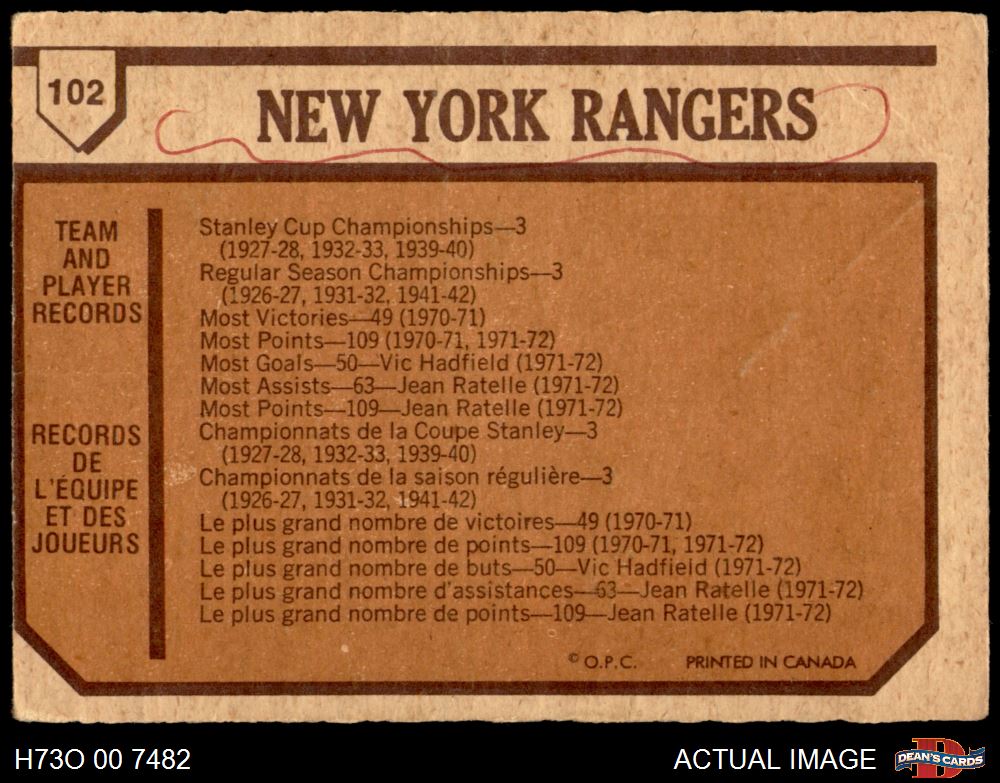 102
NEW YORK RANGERS
TEAM
AND
PLAYER
RECORDS
Stanley Cup Championships—3
(1927-28, 1932-33, 1939-40)
Regular Season Championships—3
(1926-27, 1931-32, 1941-42)
Most Victories—49 (1970-71)
Most Points—109 (1970-71, 1971-72)
Most Goals—50—Vic Hadfield (1971-72)
Most Assists—63—Jean Ratelle (1971-72)
Most Points—109—Jean Ratelle (1971-72)
RECORDS
DE
L'ÉQUIPE
ET DES
JOUEURS
Championnats de la Coupe Stanley—3
(1927-28, 1932-33, 1939-40)
Championnats de la saison régulière—3
(1926-27, 1931-32, 1941-42)
Le plus grand nombre de victoires—49 (1970-71)
Le plus grand nombre de points—109 (1970-71, 1971-72)
Le plus grand nombre de buts—50—Vic Hadfield (1971-72)
Le plus grand nombre d'assistances—63—Jean Ratelle (1971-72)
Le plus grand nombre de points—109—Jean Ratelle (1971-72)
© O.P.C. PRINTED IN CANADA
H73O 00 7482
ACTUAL IMAGE
D
DEAN'S CARDS